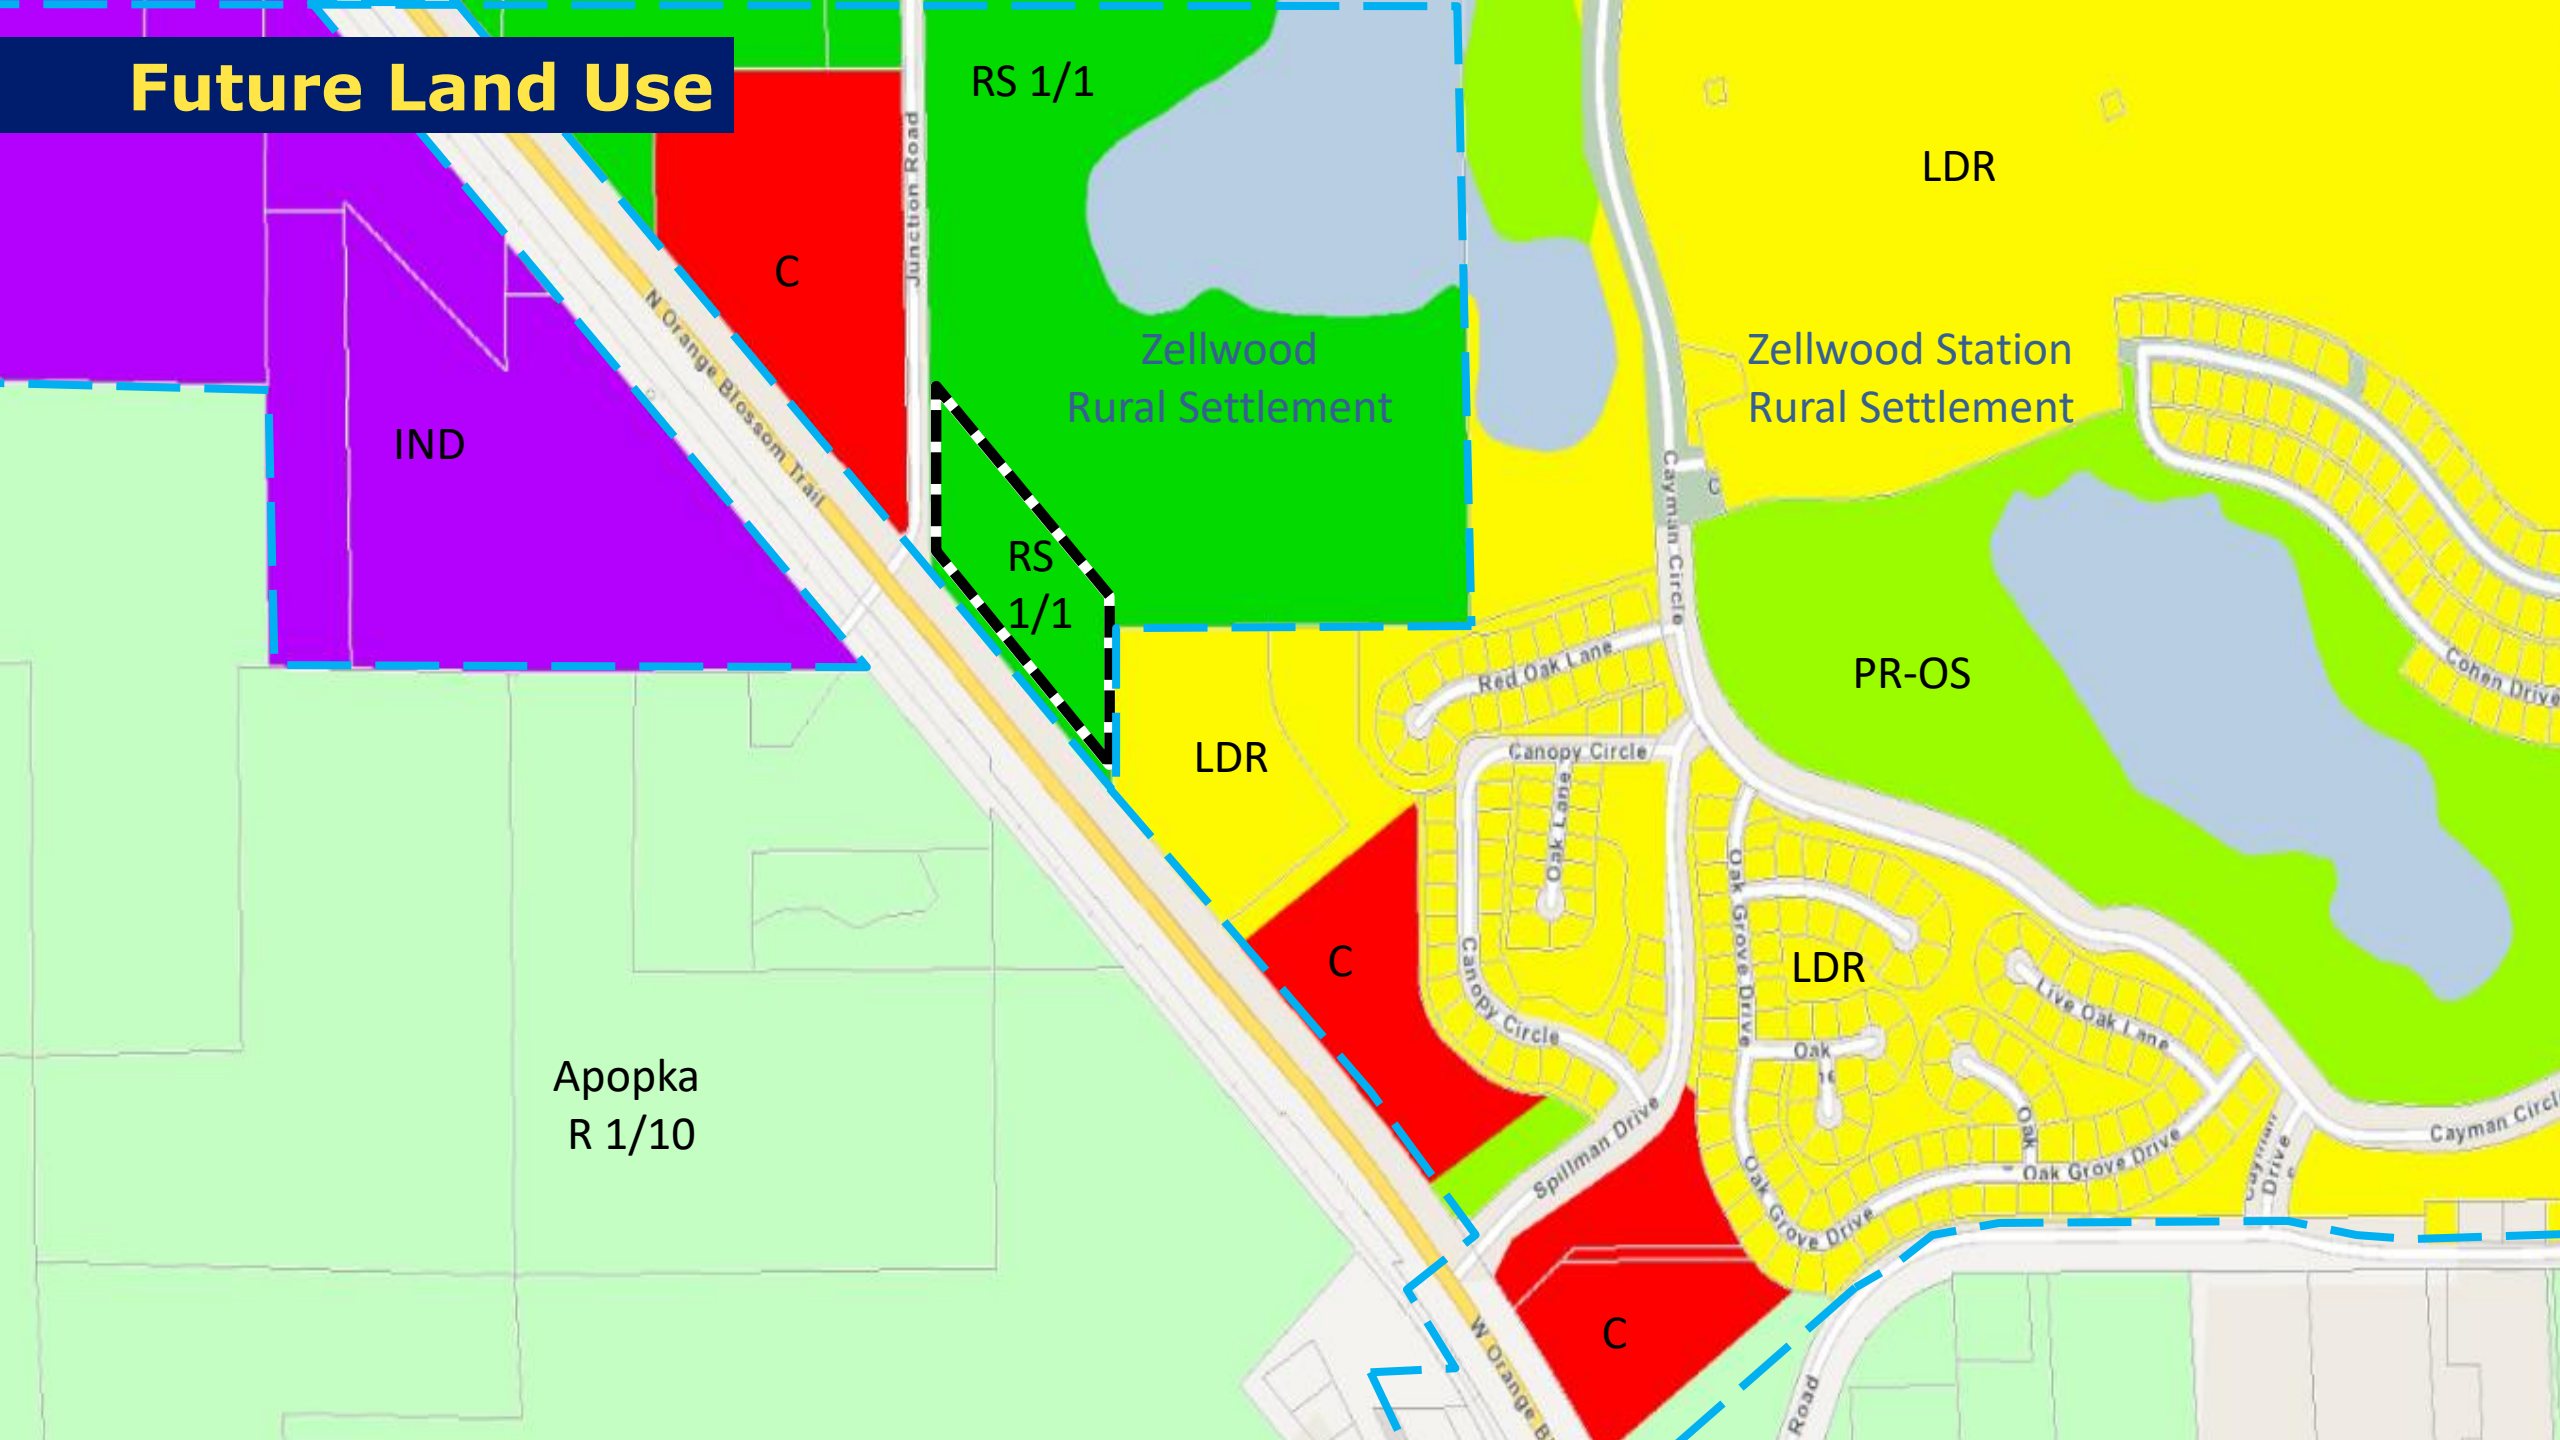 Future Land Use
RS 1/1
LDR
Junction Road
C
N Orange Blossom Trail
Zellwood
Rural Settlement
Zellwood Station
Rural Settlement
IND
Cayman Circle
C
RS
1/1
Red Oak Lane
PR-OS
Cohen Drive
LDR
Canopy Circle
Oak Lane
Oak Grove Drive
C
LDR
Canopy Circle
Live Oak Lane
Oak
Apopka
R 1/10
Spillman Drive
Oak
Oak Grove Drive
Cayman Circl
Drive
Oak Grove Drive
C
W Orange B
Road